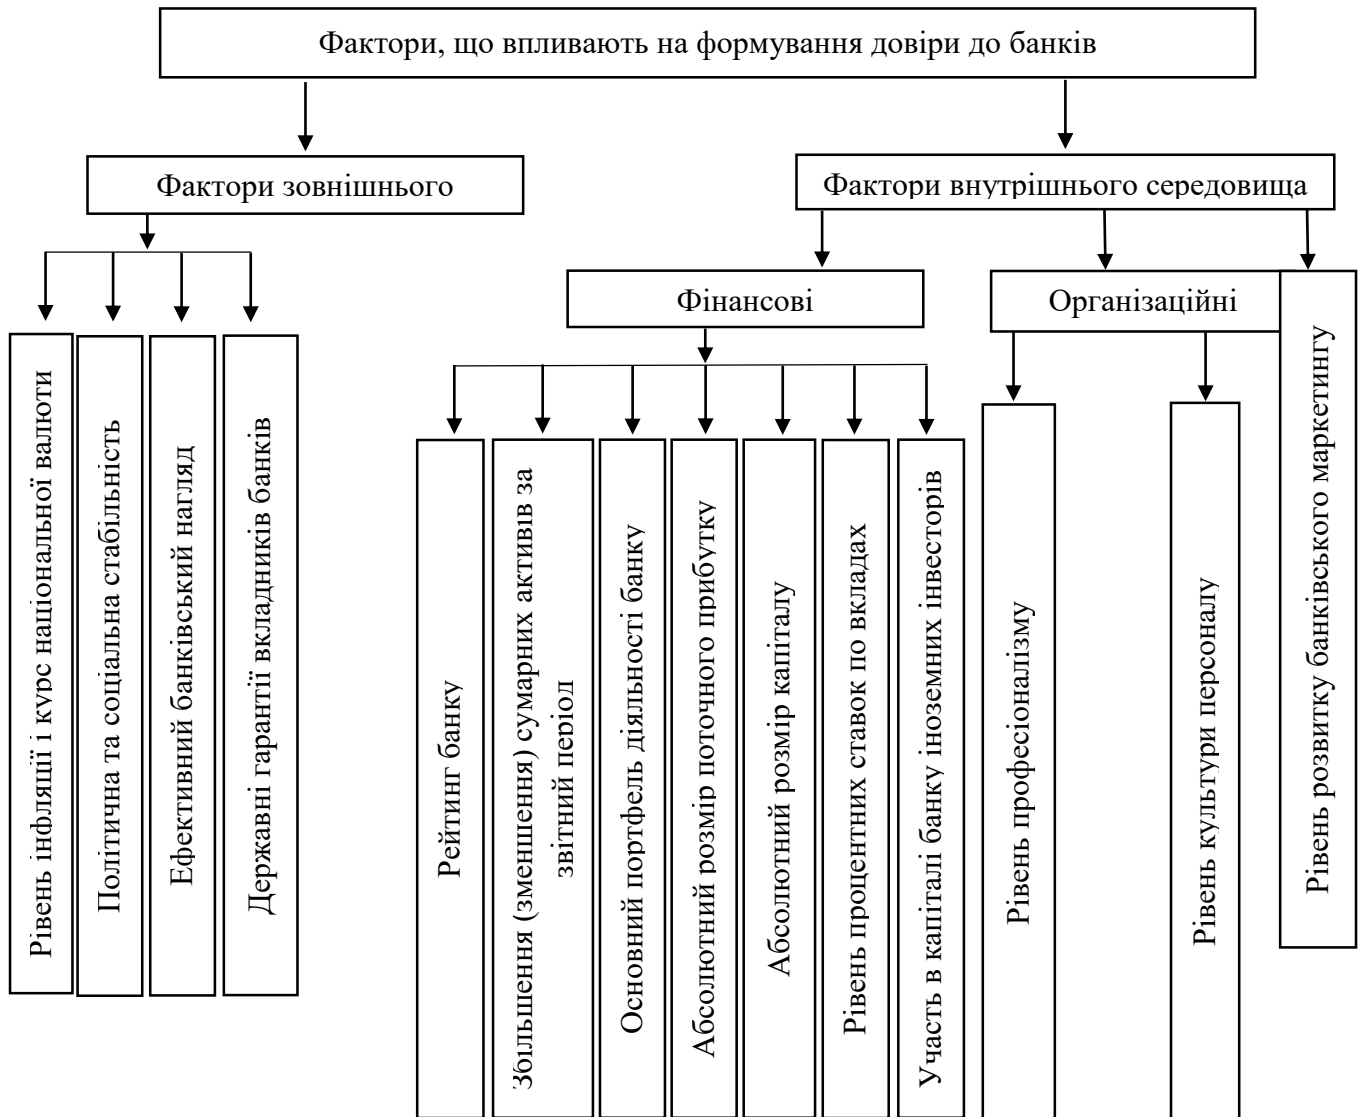 Фактори, що впливають на формування довіри до банків
Фактори зовнішнього
Фактори внутрішнього середовища
Фінансові
Організаційні
Рівень інфляції і курс національної валюти
Політична та соціальна стабільність
Ефективний банківський нагляд
Державні гарантії вкладників банків
Рейтинг банку
Збільшення (зменшення) сумарних активів за
звітний період
Основний портфель діяльності банку
Абсолютний розмір поточного прибутку
Абсолютний розмір капіталу
Рівень процентних ставок по вкладах
Участь в капіталі банку іноземних інвесторів
Рівень професіоналізму
Рівень культури персоналу
Рівень розвитку банківського маркетингу